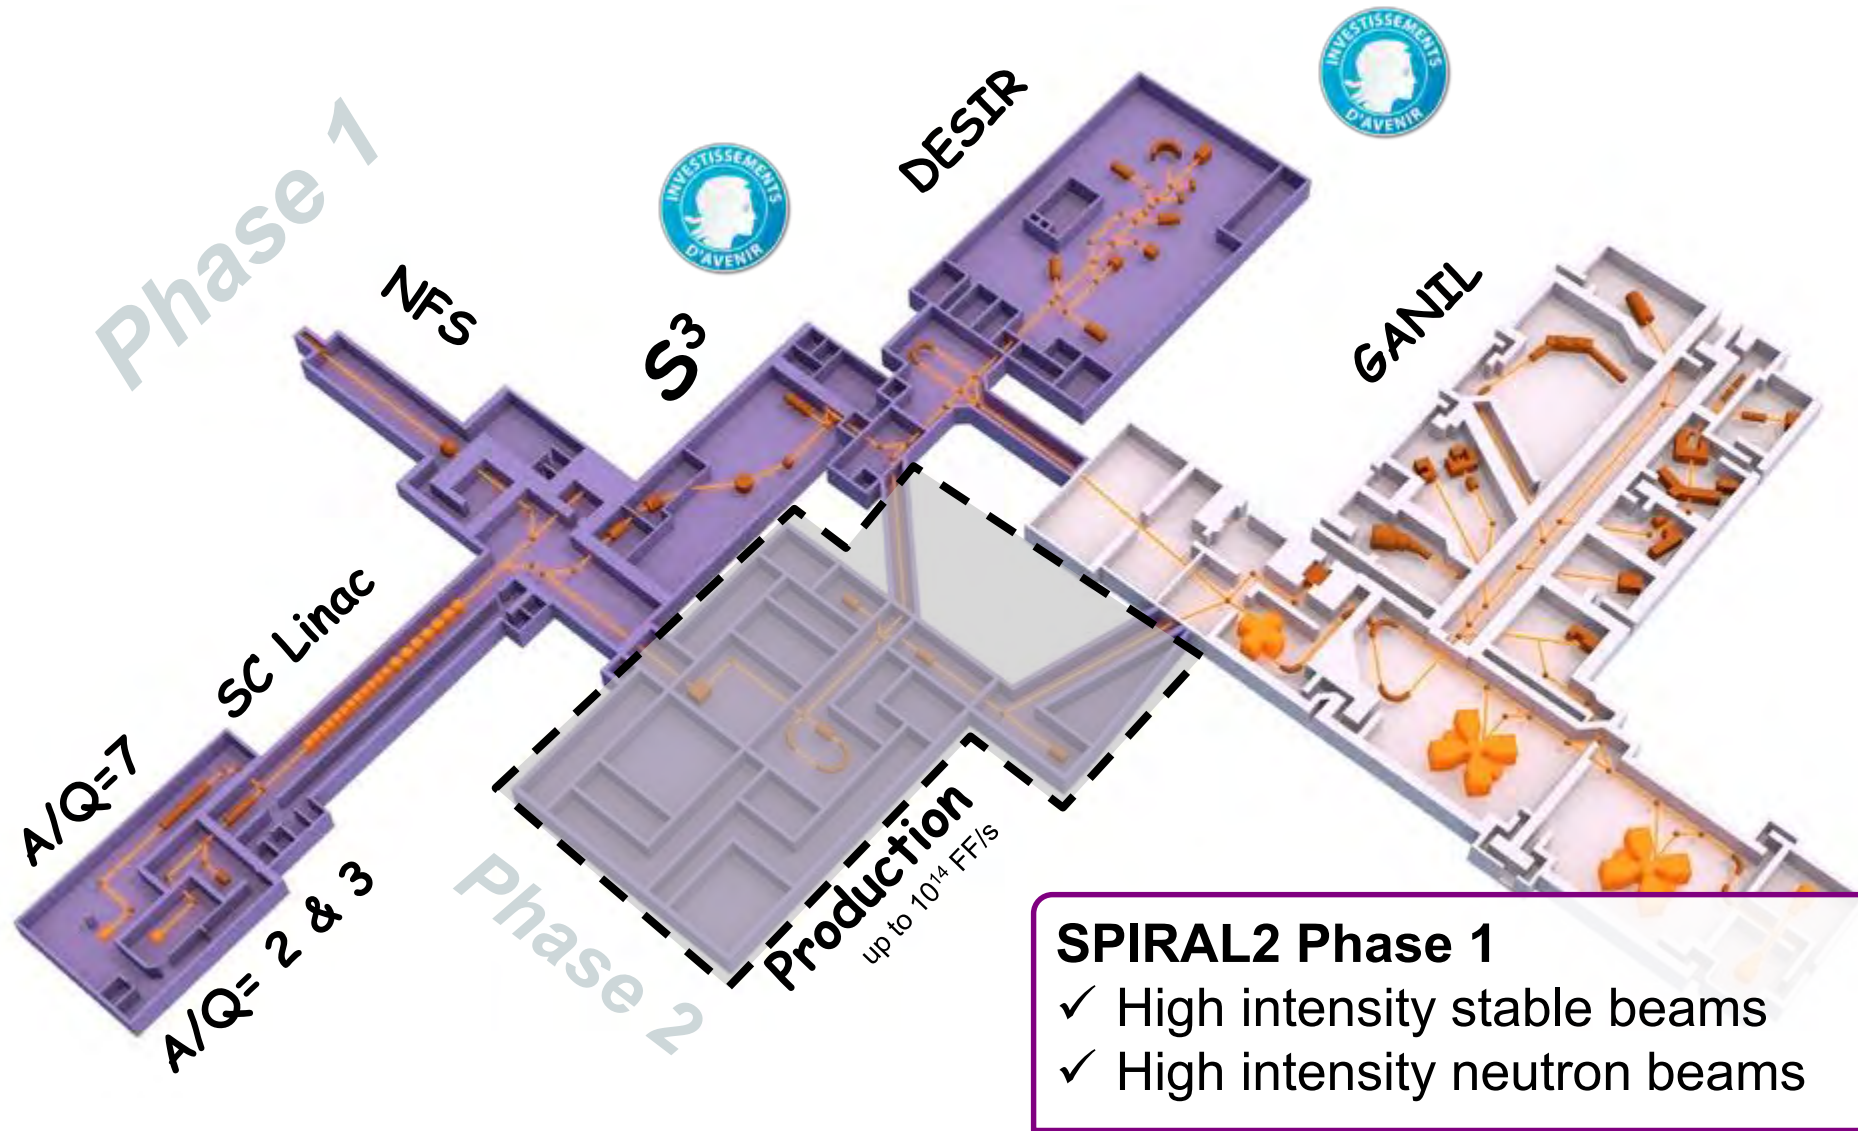 Phase 1
INVESTISSEMENTS
D'AVENIR
INVESTISSEMENTS
D'AVENIR
DESIR
NFS
S³
GANIL
SC Linac
A/Q=7
A/Q= 2 & 3
Phase 2
Production
up to 10¹⁴ FF/s
SPIRAL2 Phase 1
✓ High intensity stable beams
✓ High intensity neutron beams